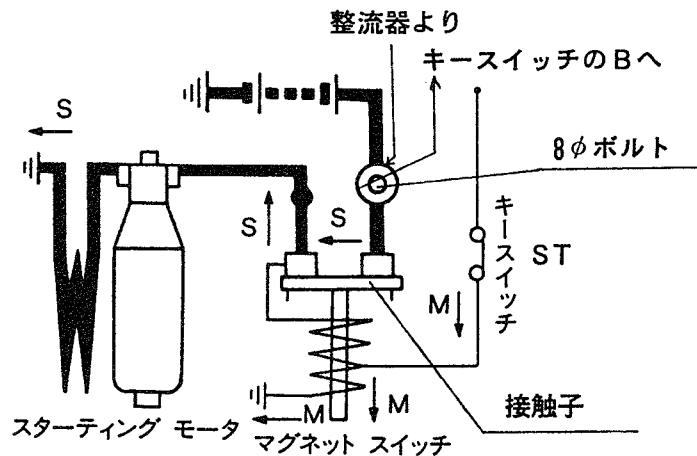 整流器より
キースイッチのBへ
S
8φボルト
S
S
キースイッチ
ST
M
M
M
接触子
スターティング モータ
マグネット スイッチ